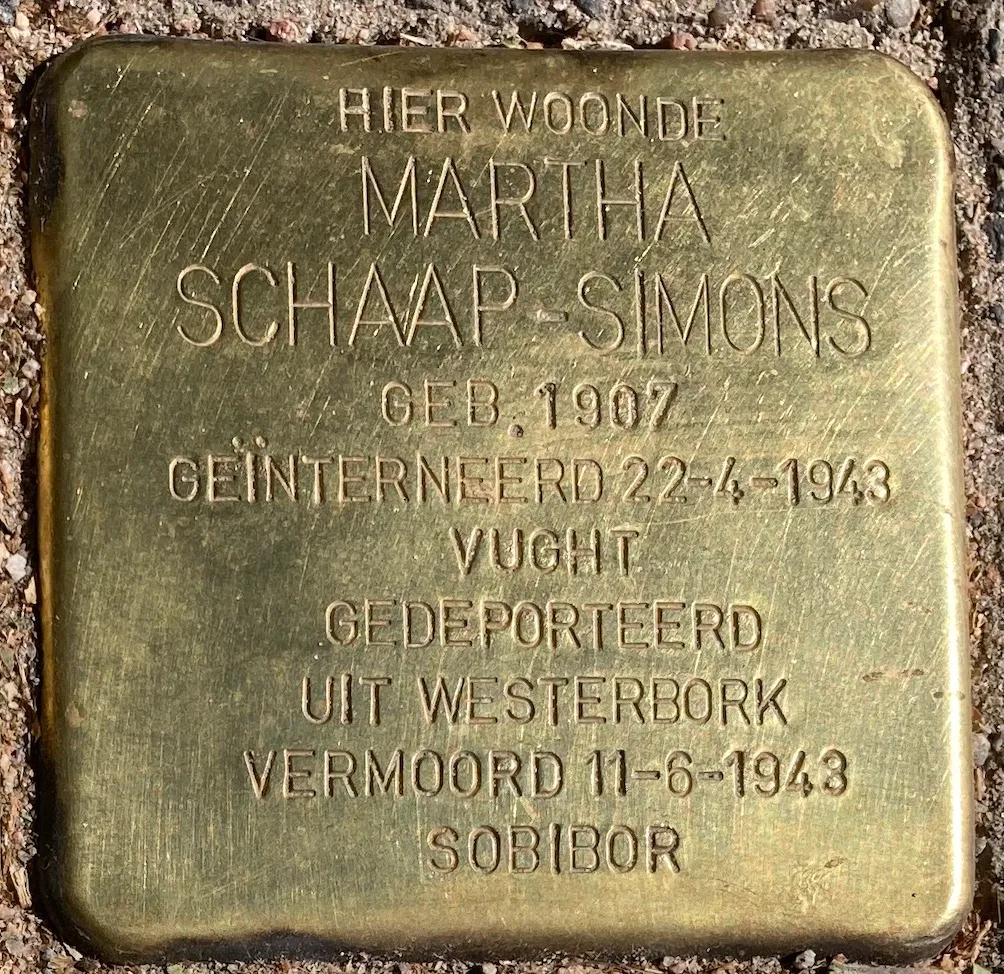 HIER WOONDE
MARTHA
SCHAAP-SIMONS
GEB. 1907
GEÏNTERNEERD 22-4-1943
VUGHT
GEDEPORTEERD
UIT WESTERBORK
VERMOORD 11-6-1943
SOBIBOR